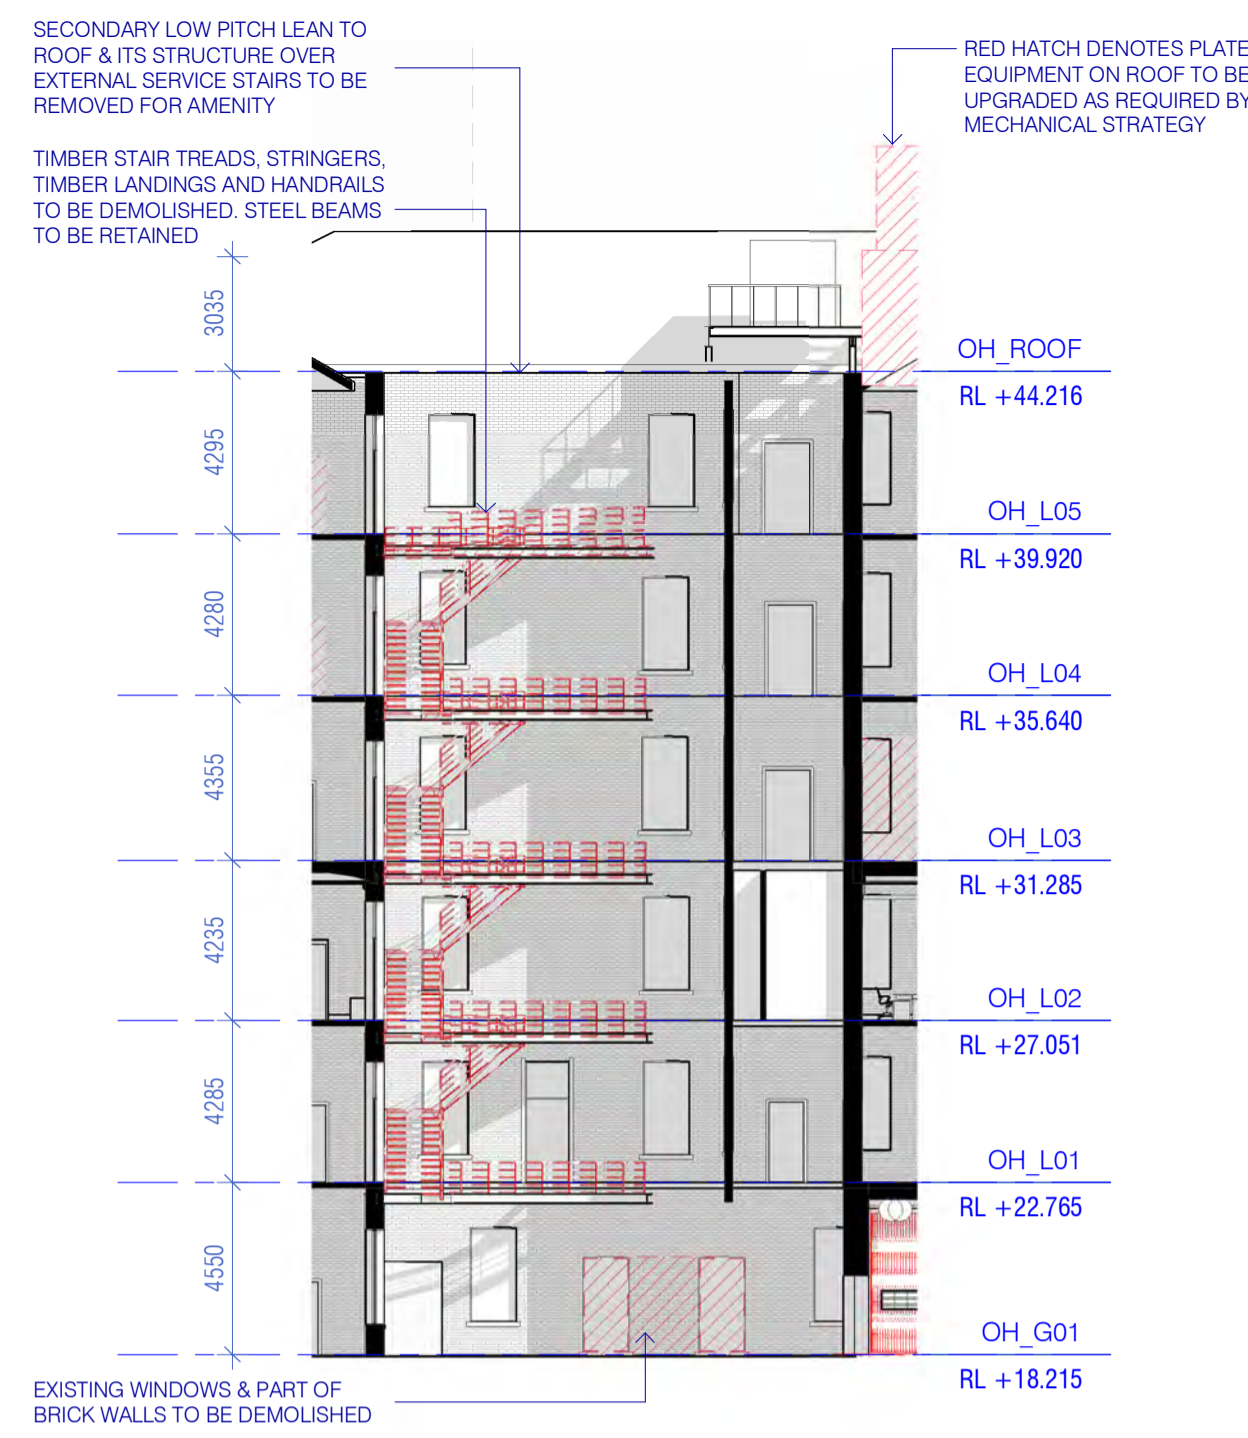 SECONDARY LOW PITCH LEAN TO
ROOF & ITS STRUCTURE OVER
EXTERNAL SERVICE STAIRS TO BE
REMOVED FOR AMENITY
RED HATCH DENOTES PLATE
EQUIPMENT ON ROOF TO BE
UPGRADED AS REQUIRED BY
MECHANICAL STRATEGY
TIMBER STAIR TREADS, STRINGERS,
TIMBER LANDINGS AND HANDRAILS
TO BE DEMOLISHED. STEEL BEAMS
TO BE RETAINED
3035
OH_ROOF
RL +44.216
4295
OH_L05
RL +39.920
4280
OH_L04
RL +35.640
4355
OH_L03
RL +31.285
4235
OH_L02
RL +27.051
4285
OH_L01
RL +22.765
4550
OH_G01
RL +18.215
EXISTING WINDOWS & PART OF
BRICK WALLS TO BE DEMOLISHED